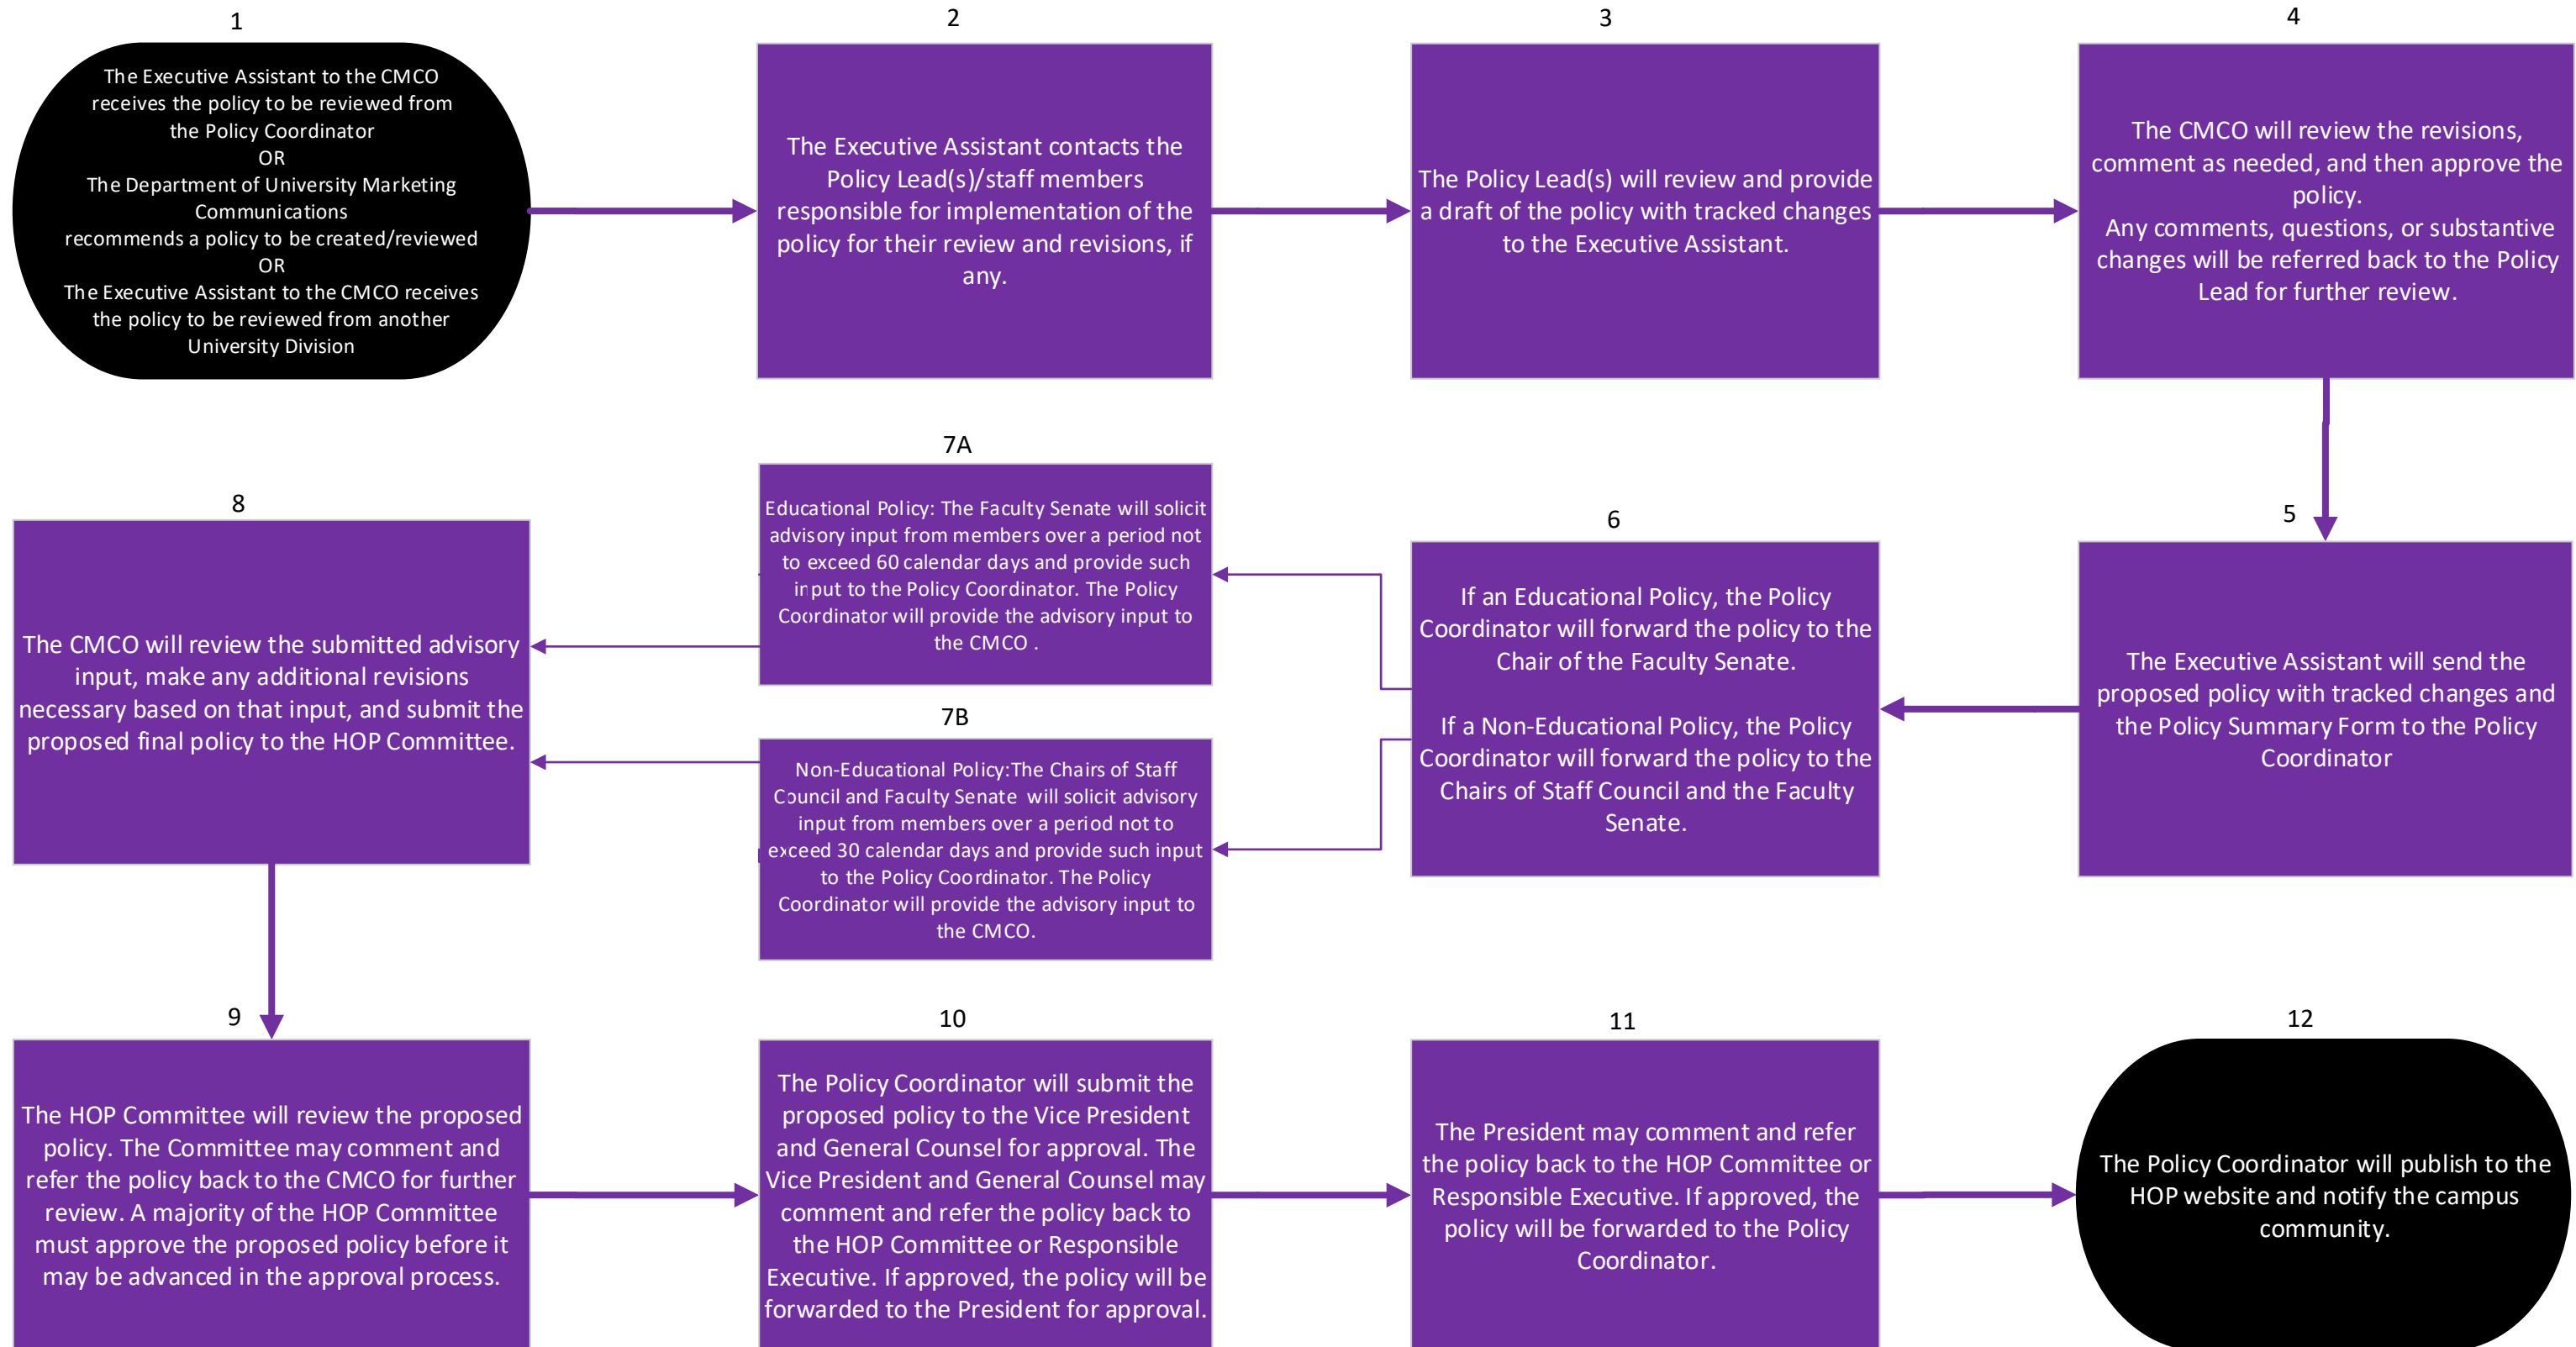 1
The Executive Assistant to the CMCO
receives the policy to be reviewed from
the Policy Coordinator
OR
The Department of University Marketing
Communications
recommends a policy to be created/reviewed
OR
The Executive Assistant to the CMCO receives
the policy to be reviewed from another
University Division
2
The Executive Assistant contacts the
Policy Lead(s)/staff members
responsible for implementation of the
policy for their review and revisions, if
any.
3
The Policy Lead(s) will review and provide
a draft of the policy with tracked changes
to the Executive Assistant.
4
The CMCO will review the revisions,
comment as needed, and then approve the
policy.
Any comments, questions, or substantive
changes will be referred back to the Policy
Lead for further review.
5
The Executive Assistant will send the
proposed policy with tracked changes and
the Policy Summary Form to the Policy
Coordinator
6
If an Educational Policy, the Policy
Coordinator will forward the policy to the
Chair of the Faculty Senate.
If a Non-Educational Policy, the Policy
Coordinator will forward the policy to the
Chairs of Staff Council and the Faculty
Senate.
7A
Educational Policy: The Faculty Senate will solicit
advisory input from members over a period not
to exceed 60 calendar days and provide such
input to the Policy Coordinator. The Policy
Coordinator will provide the advisory input to
the CMCO .
7B
Non-Educational Policy:The Chairs of Staff
Council and Faculty Senate will solicit advisory
input from members over a period not to
exceed 30 calendar days and provide such input
to the Policy Coordinator. The Policy
Coordinator will provide the advisory input to
the CMCO.
8
The CMCO will review the submitted advisory
input, make any additional revisions
necessary based on that input, and submit the
proposed final policy to the HOP Committee.
9
The HOP Committee will review the proposed
policy. The Committee may comment and
refer the policy back to the CMCO for further
review. A majority of the HOP Committee
must approve the proposed policy before it
may be advanced in the approval process.
10
The Policy Coordinator will submit the
proposed policy to the Vice President
and General Counsel for approval. The
Vice President and General Counsel may
comment and refer the policy back to
the HOP Committee or Responsible
Executive. If approved, the policy will be
forwarded to the President for approval.
11
The President may comment and refer
the policy back to the HOP Committee or
Responsible Executive. If approved, the
policy will be forwarded to the Policy
Coordinator.
12
The Policy Coordinator will publish to the
HOP website and notify the campus
community.